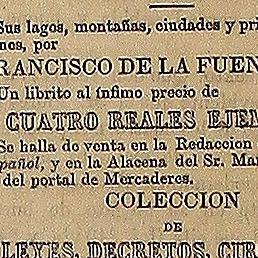 Sus lagos, montañas, ciudades y pri
nos, por
RANCISCO DE LA FUEN
Un librito al ínfimo precio de
CUATRO REALES EJEM
Se halla de venta en la Redaccion
pañol, y en la Alacena del Sr. Mar
del portal de Mercaderes.
COLECCION
DE
LEYES, DECRETOS, CIR